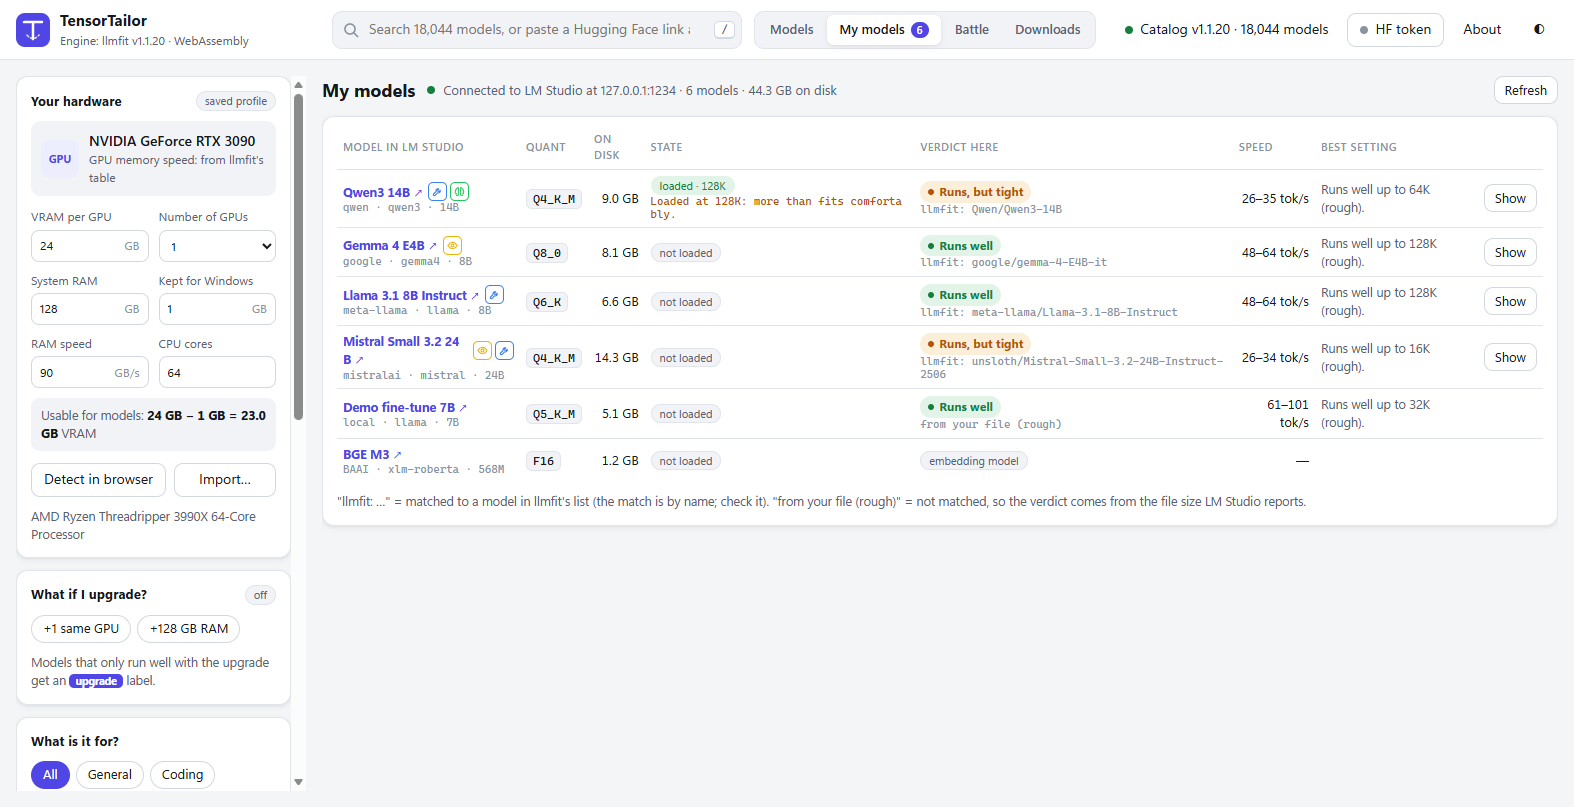 TensorTailor
Engine: llmfit v1.1.20 · WebAssembly
Search 18,044 models, or paste a Hugging Face link
/
Models
My models 6
Battle
Downloads
Catalog v1.1.20 · 18,044 models
HF token
About
Your hardware
saved profile
GPU
NVIDIA GeForce RTX 3090
GPU memory speed: from llmfit's
table
VRAM per GPU
Number of GPUs
24 GB
1
System RAM
Kept for Windows
128 GB
1 GB
RAM speed
CPU cores
90 GB/s
64
Usable for models: 24 GB − 1 GB = 23.0
GB VRAM
Detect in browser
Import...
AMD Ryzen Threadripper 3990X 64-Core
Processor
What if I upgrade?
off
+1 same GPU
+128 GB RAM
Models that only run well with the upgrade
get an upgrade label.
What is it for?
All
General
Coding
My models
Connected to LM Studio at 127.0.0.1:1234 · 6 models · 44.3 GB on disk
Refresh
MODEL IN LM STUDIO
QUANT
ON
DISK
STATE
VERDICT HERE
SPEED
BEST SETTING
Qwen3 14B ↗
qwen · qwen3 · 14B
Q4_K_M
9.0 GB
loaded · 128K
Loaded at 128K: more than fits comforta
bly.
Runs, but tight
llmfit: Qwen/Qwen3-14B
26–35 tok/s
Runs well up to 64K
(rough).
Show
Gemma 4 E4B ↗
google · gemma4 · 8B
Q8_0
8.1 GB
not loaded
Runs well
llmfit: google/gemma-4-E4B-it
48–64 tok/s
Runs well up to 128K
(rough).
Show
Llama 3.1 8B Instruct ↗
meta-llama · llama · 8B
Q6_K
6.6 GB
not loaded
Runs well
llmfit: meta-llama/Llama-3.1-8B-Instruct
48–64 tok/s
Runs well up to 128K
(rough).
Show
Mistral Small 3.2 24
B ↗
mistralai · mistral · 24B
Q4_K_M
14.3 GB
not loaded
Runs, but tight
llmfit: unsloth/Mistral-Small-3.2-24B-Instruct-
2506
26–34 tok/s
Runs well up to 16K
(rough).
Show
Demo fine-tune 7B ↗
local · llama · 7B
Q5_K_M
5.1 GB
not loaded
Runs well
from your file (rough)
61–101
tok/s
Runs well up to 32K
(rough).
BGE M3 ↗
BAAI · xlm-roberta · 568M
F16
1.2 GB
not loaded
embedding model
—
"llmfit: ..." = matched to a model in llmfit's list (the match is by name; check it). "from your file (rough)" = not matched, so the verdict comes from the file size LM Studio reports.